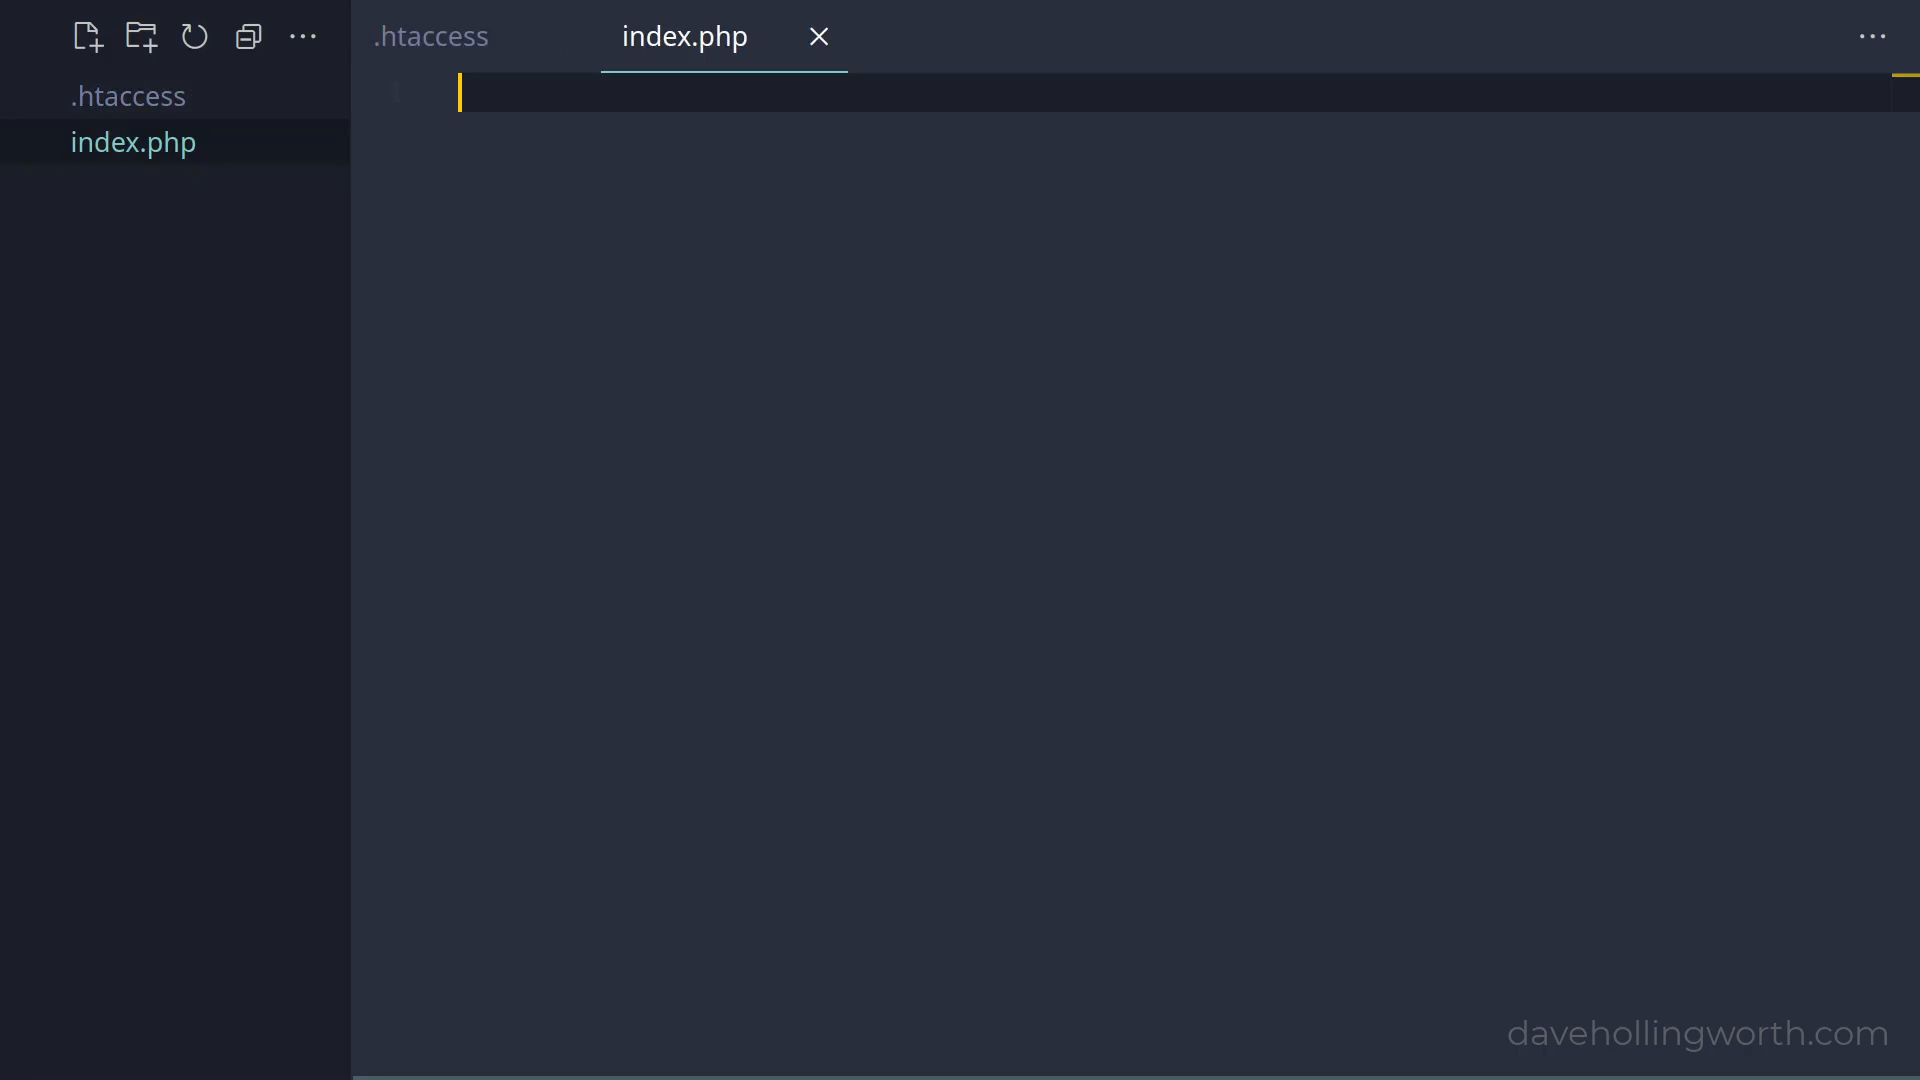 .htaccess
index.php
.htaccess
index.php
davehollingworth.com